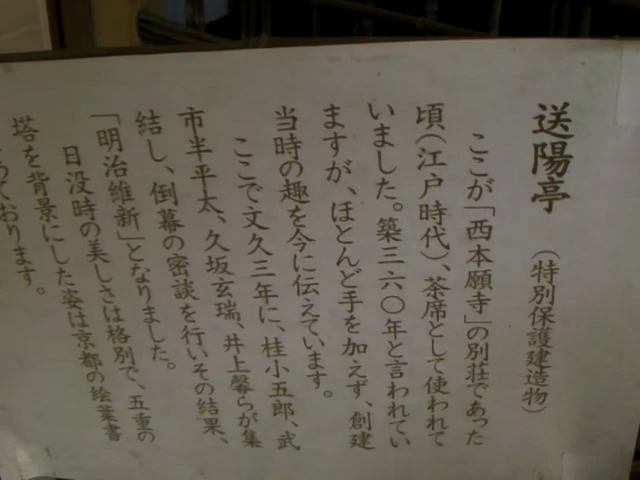 送陽亭 (特別保護建造物)
ここが「西本願寺」の別荘であった
頃(江戸時代)、茶席として使われて
いました。築三六〇年と言われてい
ますが、ほとんど手を加えず、創建
当時の趣を今に伝えています。
ここで文久三年に、桂小五郎、武
市半平太、久坂玄瑞、井上馨らが集
結し、倒幕の密談を行いその結果、
「明治維新」となりました。
日没時の美しさは格別で、五重の
塔を背景にした姿は京都の絵葉書
ております。